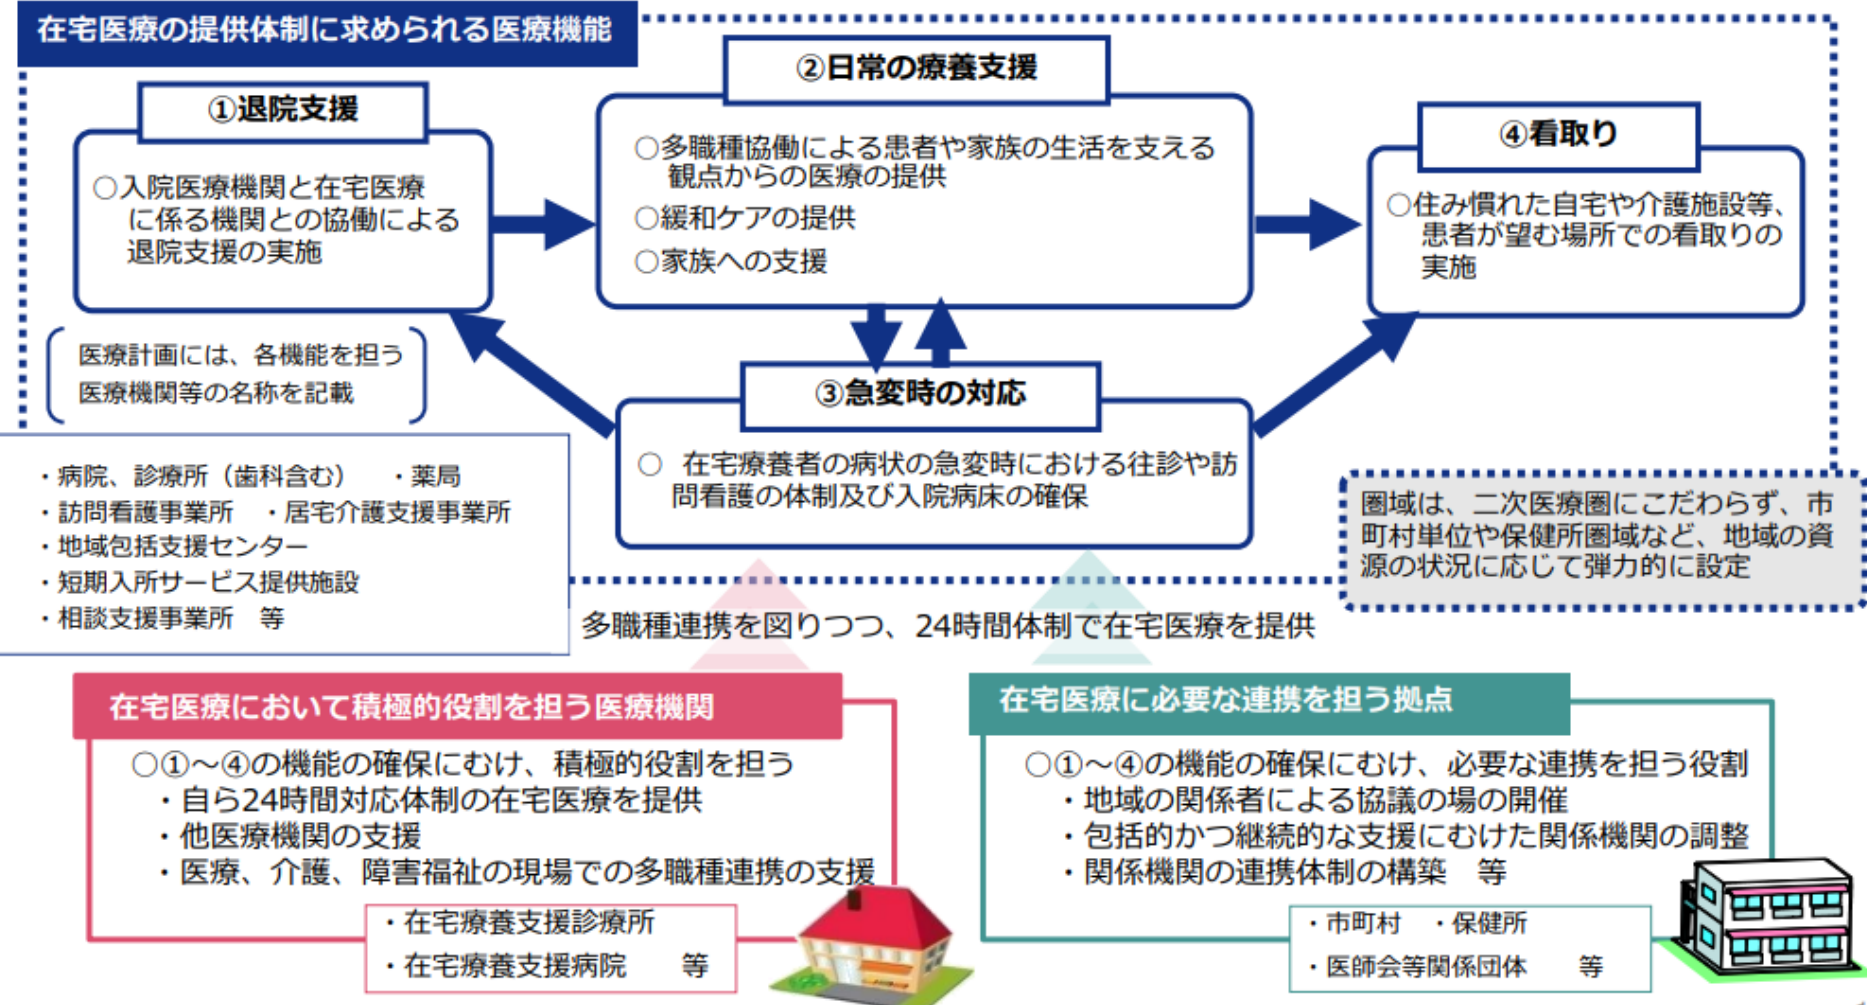 在宅医療の提供体制に求められる医療機能
①退院支援
○入院医療機関と在宅医療
に係る機関との協働による
退院支援の実施
②日常の療養支援
○多職種協働による患者や家族の生活を支える
観点からの医療の提供
○緩和ケアの提供
○家族への支援
④看取り
○住み慣れた自宅や介護施設等、
患者が望む場所での看取りの
実施
医療計画には、各機能を担う
医療機関等の名称を記載
③急変時の対応
○ 在宅療養者の病状の急変時における往診や訪
問看護の体制及び入院病床の確保
・病院、診療所（歯科含む） ・薬局
・訪問看護事業所 ・居宅介護支援事業所
・地域包括支援センター
・短期入所サービス提供施設
・相談支援事業所 等
圏域は、二次医療圏にこだわらず、市
町村単位や保健所圏域など、地域の資
源の状況に応じて弾力的に設定
多職種連携を図りつつ、24時間体制で在宅医療を提供
在宅医療において積極的役割を担う医療機関
○①～④の機能の確保にむけ、積極的役割を担う
・自ら24時間対応体制の在宅医療を提供
・他医療機関の支援
・医療、介護、障害福祉の現場での多職種連携の支援
・在宅療養支援診療所
・在宅療養支援病院 等
在宅医療に必要な連携を担う拠点
○①～④の機能の確保にむけ、必要な連携を担う役割
・地域の関係者による協議の場の開催
・包括的かつ継続的な支援にむけた関係機関の調整
・関係機関の連携体制の構築 等
・市町村 ・保健所
・医師会等関係団体 等